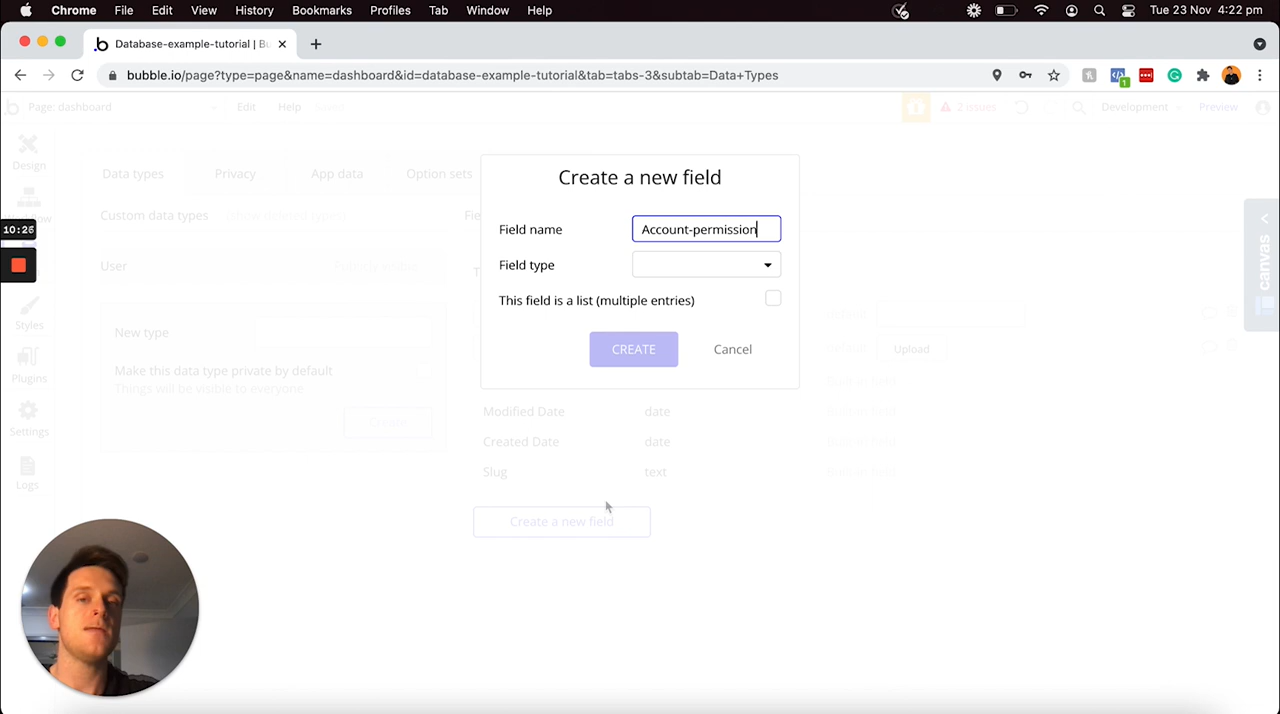 Chrome File Edit View History Bookmarks Profiles Tab Window Help Tue 23 Nov 4:22 pm
Database-example-tutorial | Bu
bubble.io/page?type=page&name=dashboard&id=database-example-tutorial&tab=tabs-3&subtab=Data+Types
Page: dashboard Edit Help Saved 2 issues Development Preview
Design
Data types Privacy App data Option sets
Create a new field
Custom data types
10:26
Field name Account-permission
User Publicly visible
Field type
This field is a list (multiple entries)
canvas
Styles
New type
CREATE Cancel
Upload
Plugins
Make this data type private by default
Things will be visible to everyone
Modified Date date
Settings
Create
Created Date date
Slug text
Logs
Create a new field